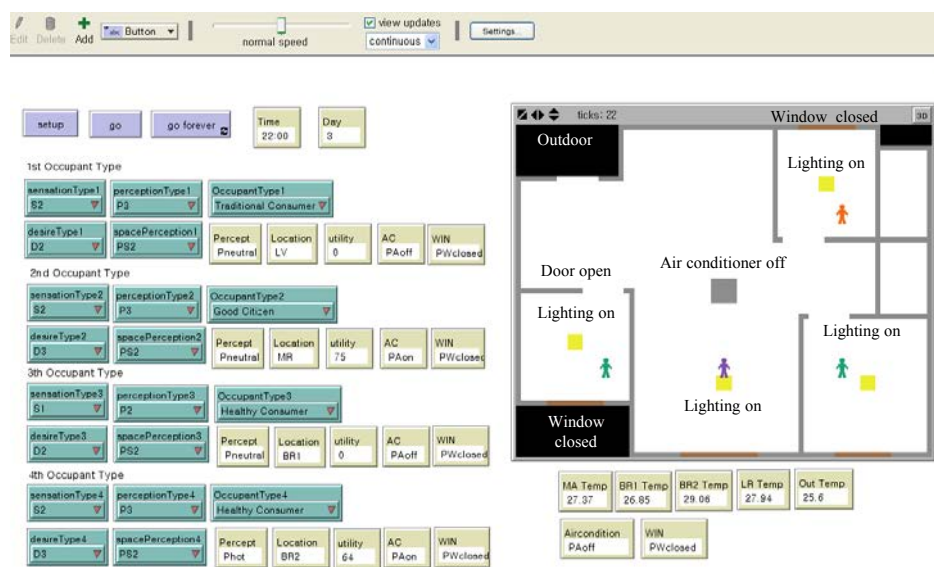 Edit Delete Add Button normal speed view updates continuous Settings...
setup go go forever Time 22:00 Day 3
1st Occupant Type
sensationType1 S2 perceptionType1 P3 OccupantType1 Traditional Consumer
desireType1 D2 spacePerception1 PS2 Percept Pneutral Location LV utility 0 AC PAoff WIN PWclosed
2nd Occupant Type
sensationType2 S2 perceptionType2 P3 OccupantType2 Good Citizen
desireType2 D3 spacePerception2 PS2 Percept Pneutral Location MR utility 75 AC PAon WIN PWclosed
3th Occupant Type
sensationType3 S1 perceptionType3 P2 OccupantType3 Healthy Consumer
desireType3 D2 spacePerception3 PS2 Percept Pneutral Location BR1 utility 0 AC PAoff WIN PWclosed
4th Occupant Type
sensationType4 S2 perceptionType4 P3 OccupantType4 Healthy Consumer
desireType4 D3 spacePerception4 PS2 Percept Phot Location BR2 utility 64 AC PAon WIN PWclosed
ticks: 22 Window closed 3D
Outdoor
Lighting on
Door open Air conditioner off
Lighting on
Lighting on
Lighting on
Window
closed
MA Temp 27.37 BR1 Temp 26.85 BR2 Temp 29.06 LR Temp 27.94 Out Temp 25.6
Aircondition PAoff WIN PWclosed